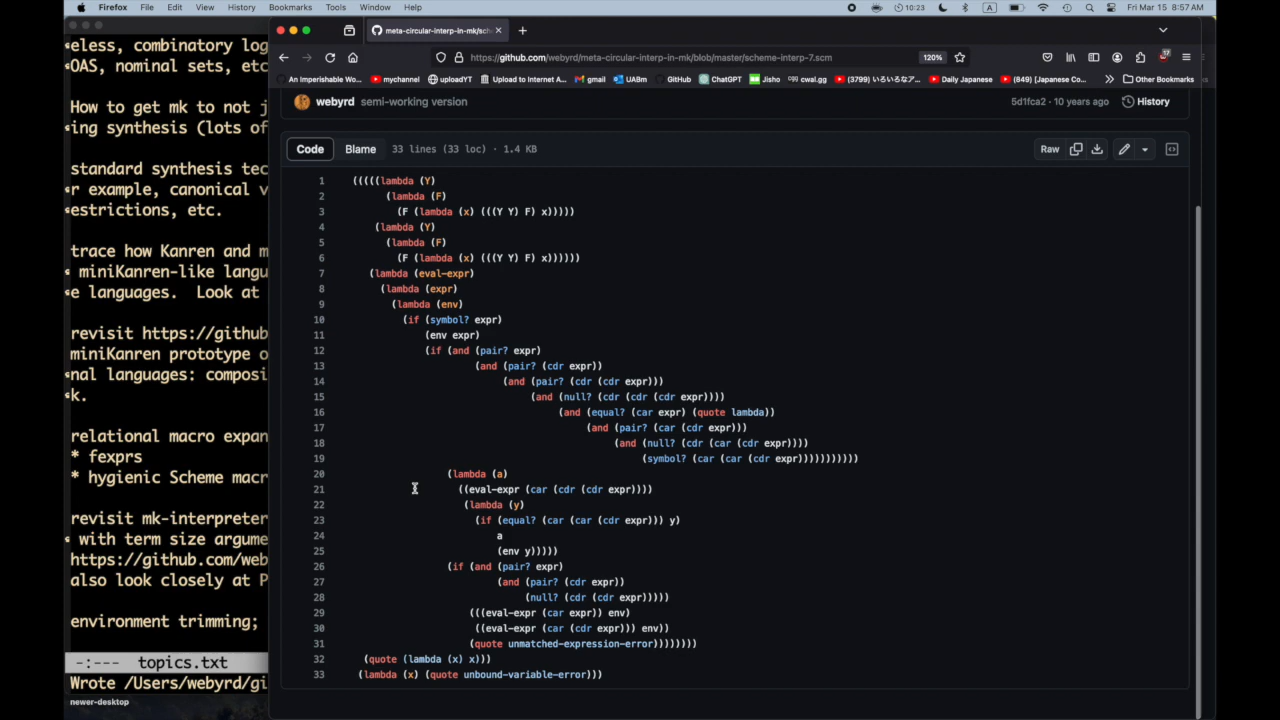 Firefox File Edit View History Bookmarks Tools Window Help 10:23 A Fri Mar 15 8:57 AM
meta-circular-interp-in-mk/sch
https://github.com/webyrd/meta-circular-interp-in-mk/blob/master/scheme-interp-7.scm 120% 17
An Imperishable Wo... mychannel uploadYT Upload to Internet A... gmail UABm GitHub ChatGPT Jisho cwal.gg (3799) いろいろなア... Daily Japanese (849) [Japanese Co... Other Bookmarks
webyrd semi-working version 5d1fca2 · 10 years ago History
Code Blame 33 lines (33 loc) · 1.4 KB Raw
1 (((((lambda (Y)
2 (lambda (F)
3 (F (lambda (x) (((Y Y) F) x)))))
4 (lambda (Y)
5 (lambda (F)
6 (F (lambda (x) (((Y Y) F) x))))))
7 (lambda (eval-expr)
8 (lambda (expr)
9 (lambda (env)
10 (if (symbol? expr)
11 (env expr)
12 (if (and (pair? expr)
13 (and (pair? (cdr expr))
14 (and (pair? (cdr (cdr expr)))
15 (and (null? (cdr (cdr (cdr expr))))
16 (and (equal? (car expr) (quote lambda))
17 (and (pair? (car (cdr expr)))
18 (and (null? (cdr (car (cdr expr))))
19 (symbol? (car (car (cdr expr)))))))))))
20 (lambda (a)
21 ((eval-expr (car (cdr (cdr expr))))
22 (lambda (y)
23 (if (equal? (car (car (cdr expr))) y)
24 a
25 (env y)))))
26 (if (and (pair? expr)
27 (and (pair? (cdr expr))
28 (null? (cdr (cdr expr)))))
29 (((eval-expr (car expr)) env)
30 ((eval-expr (car (cdr expr))) env))
31 (quote unmatched-expression-error))))))))
32 (quote (lambda (x) x)))
33 (lambda (x) (quote unbound-variable-error)))
eless, combinatory log
OAS, nominal sets, etc
How to get mk to not j
ing synthesis (lots of
standard synthesis tec
r example, canonical v
estrictions, etc.
trace how Kanren and m
miniKanren-like langu
e languages. Look at
revisit https://github
miniKanren prototype o
nal languages: composi
k.
relational macro expan
* fexprs
* hygienic Scheme macr
revisit mk-interpreter
with term size argume
https://github.com/web
also look closely at P
environment trimming;
-:--- topics.txt
Wrote /Users/webyrd/gi
newer-desktop